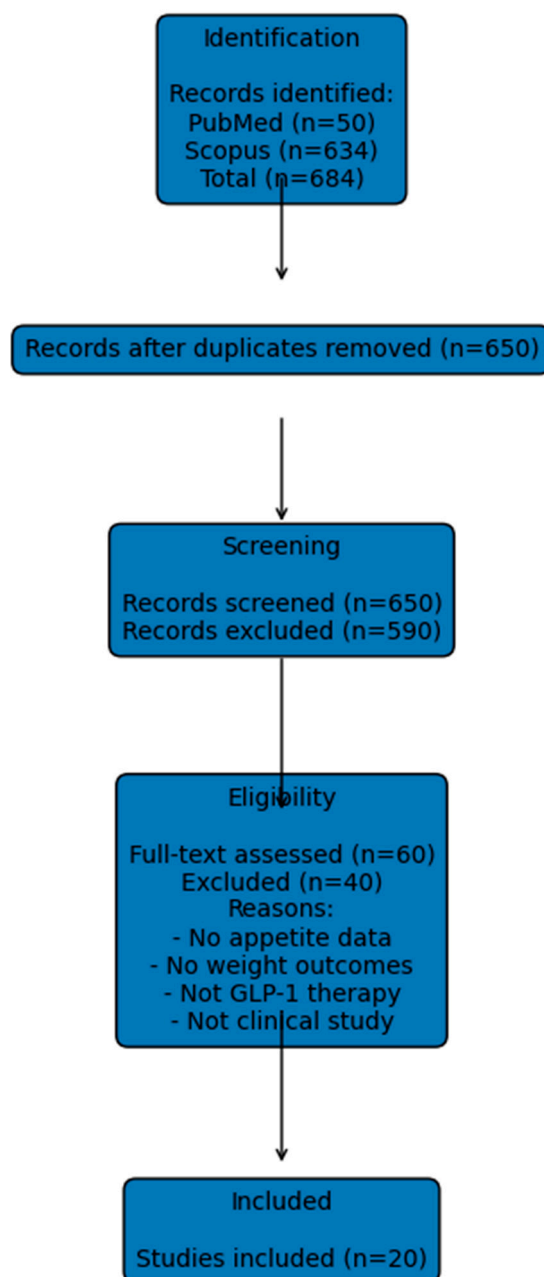 Identification
Records identified:
PubMed (n=50)
Scopus (n=634)
Total (n=684)
Records after duplicates removed (n=650)
Screening
Records screened (n=650)
Records excluded (n=590)
Eligibility
Full-text assessed (n=60)
Excluded (n=40)
Reasons:
- No appetite data
- No weight outcomes
- Not GLP-1 therapy
- Not clinical study
Included
Studies included (n=20)